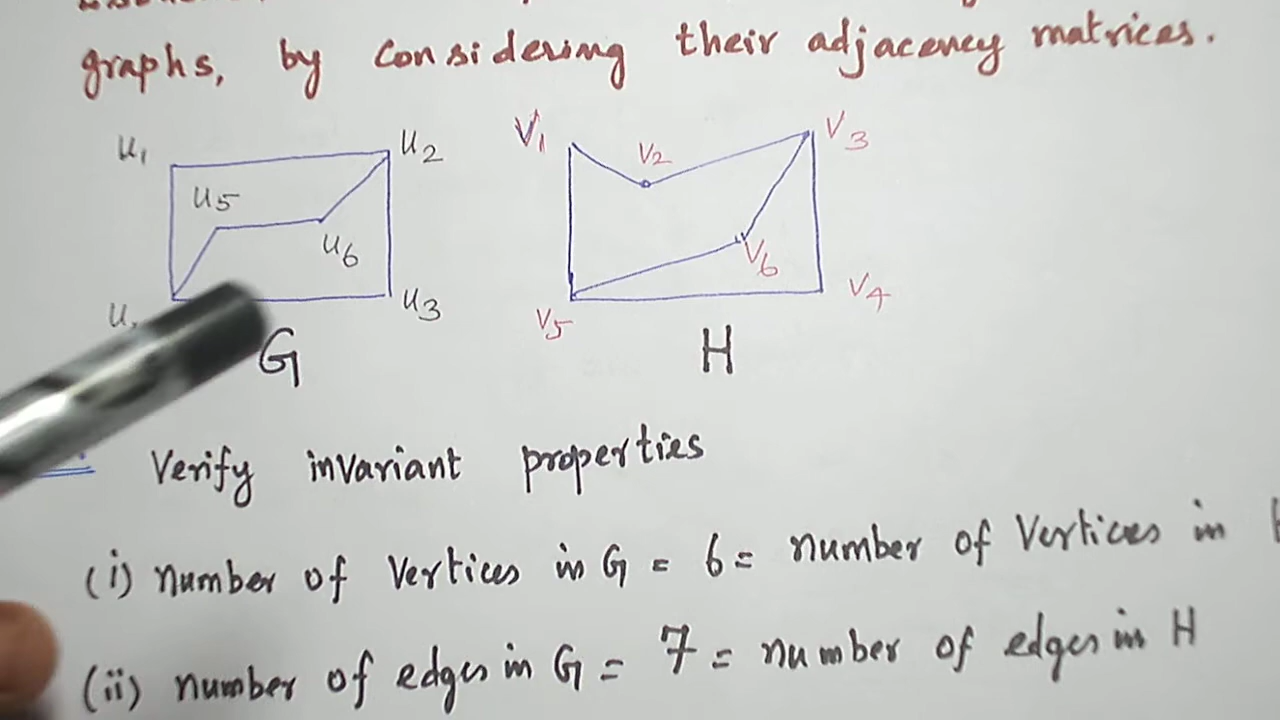 graphs, by considering their adjacency matrices.
u1 u2 V1 V2 V3
u5
u6 V6
u3 V5 V4
G H
Verify invariant properties
(i) number of vertices in G = 6 = number of Vertices in
(ii) number of edges in G = 7 = number of edges in H